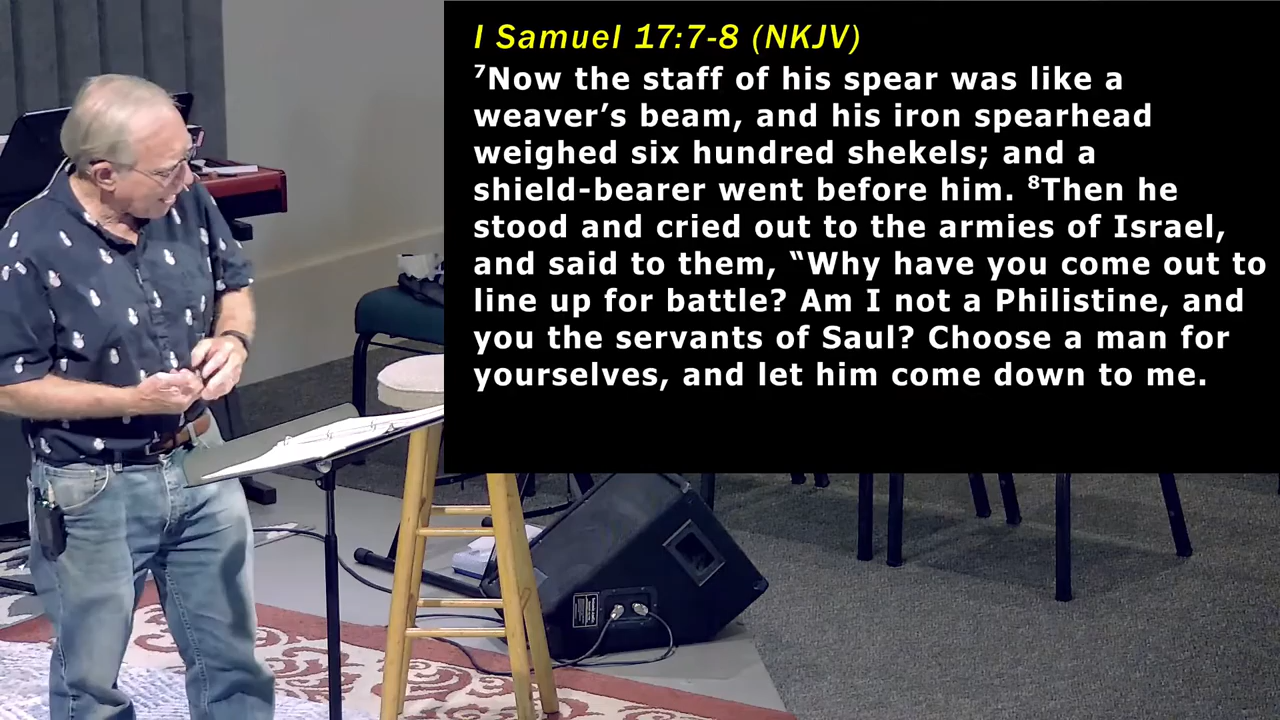 I Samuel 17:7-8 (NKJV)
⁷Now the staff of his spear was like a
weaver’s beam, and his iron spearhead
weighed six hundred shekels; and a
shield-bearer went before him. ⁸Then he
stood and cried out to the armies of Israel,
and said to them, “Why have you come out to
line up for battle? Am I not a Philistine, and
you the servants of Saul? Choose a man for
yourselves, and let him come down to me.